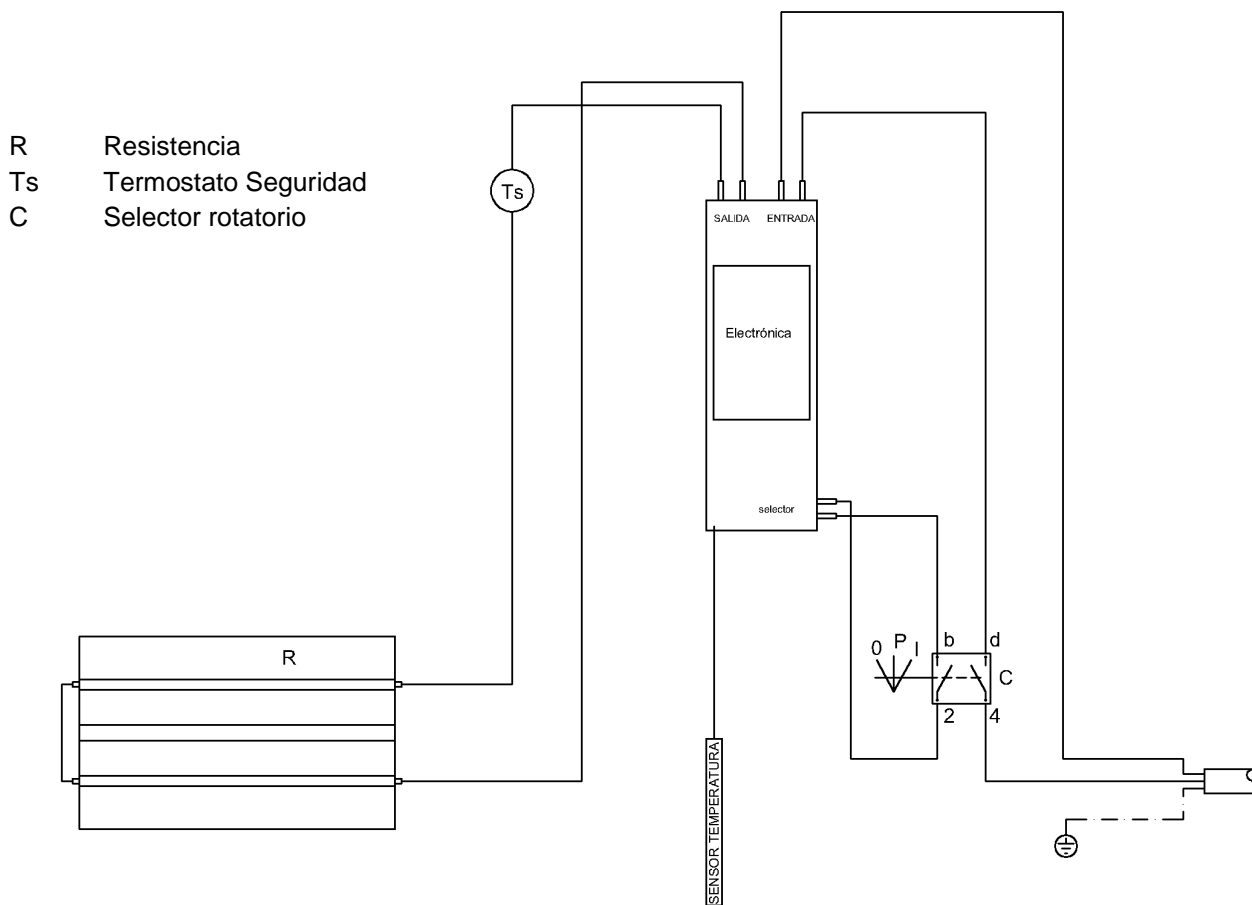 R Resistencia
Ts Termostato Seguridad
C Selector rotatorio
Ts
SALIDA ENTRADA
Electrónica
selector
R
0 P I
b d
C
2 4
SENSOR TEMPERATURA